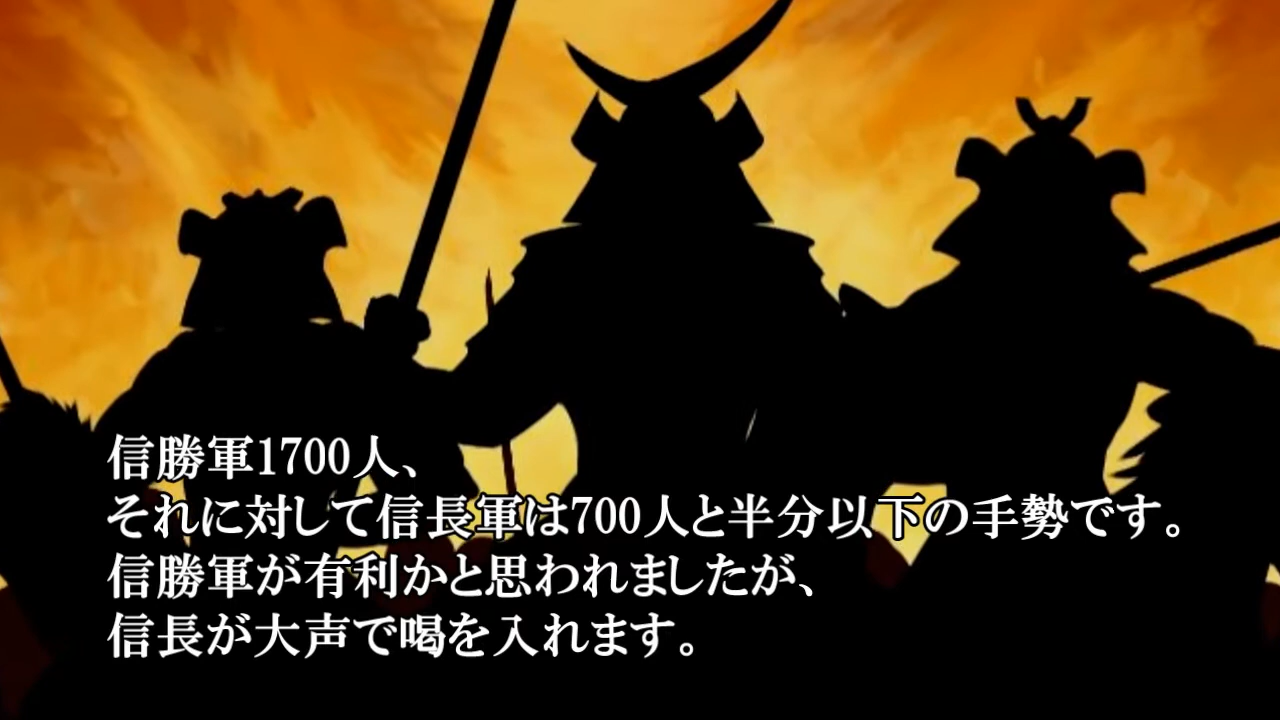 信勝軍1700人、
それに対して信長軍は700人と半分以下の手勢です。
信勝軍が有利かと思われましたが、
信長が大声で喝を入れます。